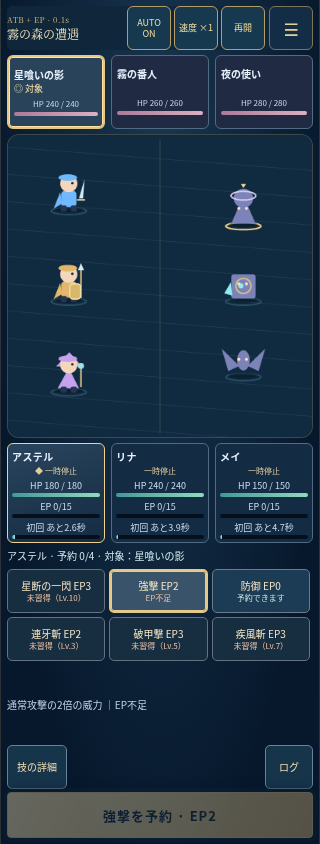 ATB + EP · 0.1s
霧の森の遭遇
AUTO
ON
速度 ×1
再開
☰
星喰いの影
◎ 対象
HP 240 / 240
霧の番人
HP 260 / 260
夜の使い
HP 280 / 280
アステル
◆ 一時停止
HP 180 / 180
EP 0/15
初回 あと2.6秒
リナ
一時停止
HP 240 / 240
EP 0/15
初回 あと3.9秒
メイ
一時停止
HP 150 / 150
EP 0/15
初回 あと4.7秒
アステル・予約 0/4・対象：星喰いの影
星断の一閃 EP3
未習得（Lv.10）
強撃 EP2
EP不足
防御 EP0
予約できます
連牙斬 EP2
未習得（Lv.3）
破甲撃 EP3
未習得（Lv.5）
疾風斬 EP3
未習得（Lv.7）
通常攻撃の2倍の威力 ｜ EP不足
技の詳細
ログ
強撃を予約 · EP2